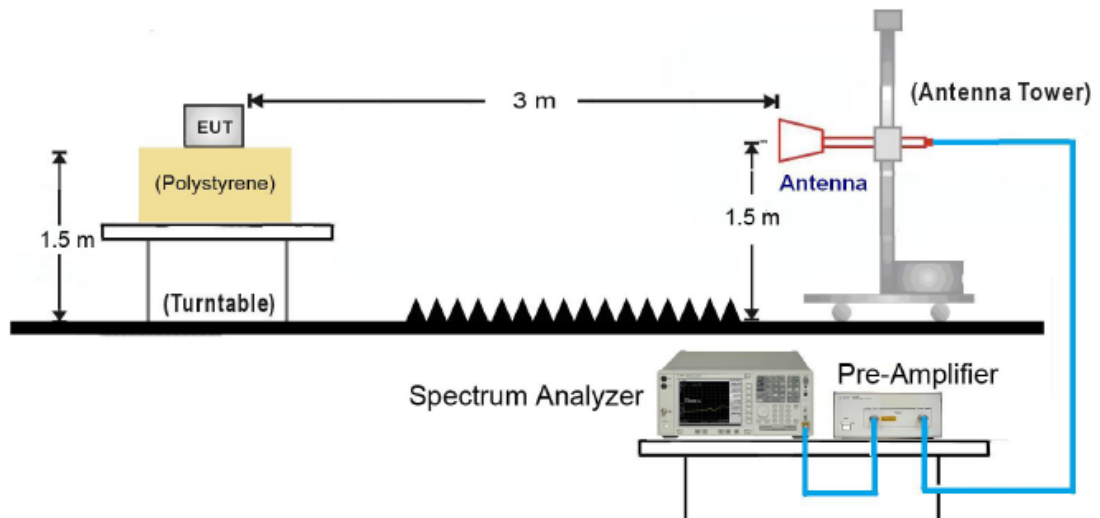 3 m
(Antenna Tower)
EUT
(Polystyrene)
Antenna
1.5 m
1.5 m
(Turntable)
Spectrum Analyzer
Pre-Amplifier